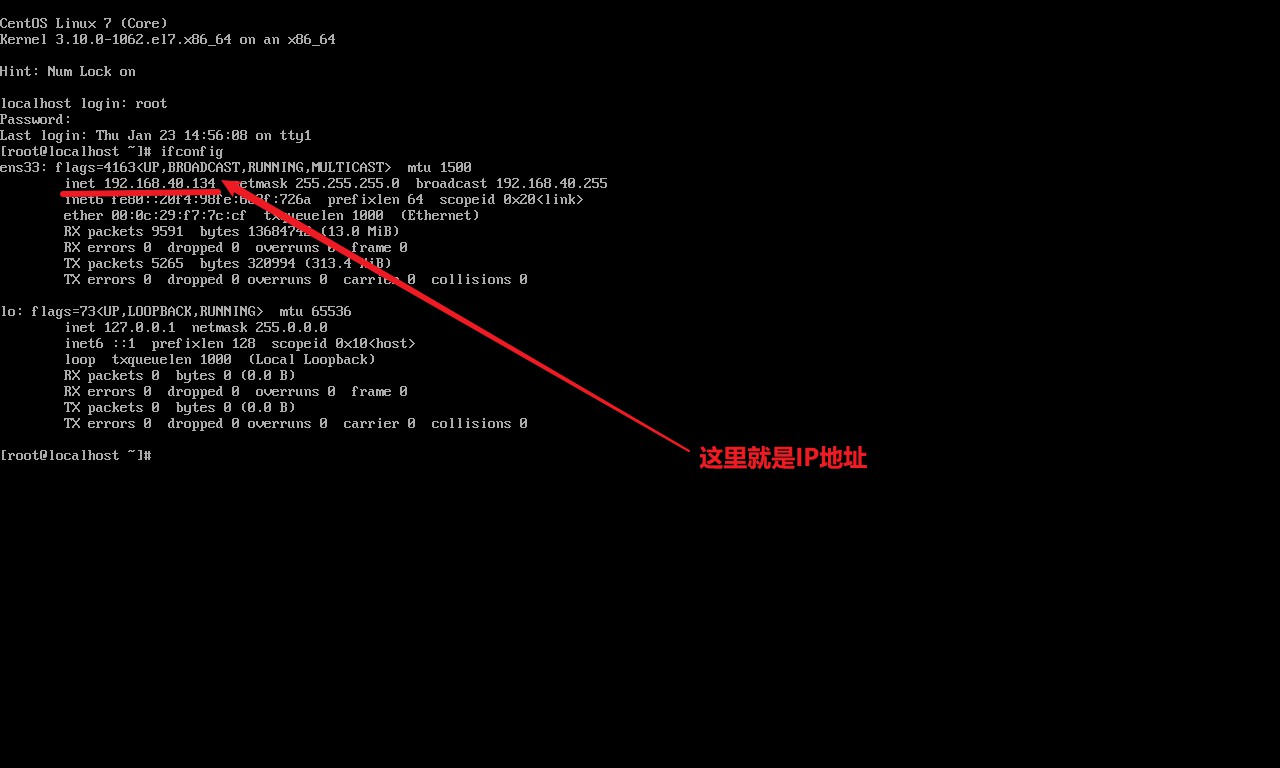 CentOS Linux 7 (Core)
Kernel 3.10.0-1062.el7.x86_64 on an x86_64
Hint: Num Lock on
localhost login: root
Password:
Last login: Thu Jan 23 14:56:08 on tty1
[root@localhost ~]# ifconfig
ens33: flags=4163<UP,BROADCAST,RUNNING,MULTICAST>  mtu 1500
inet 192.168.40.134  netmask 255.255.255.0  broadcast 192.168.40.255
inet6 prefixlen 64  scopeid 0x20<link>
ether 00:0c:29:f7:7c:cf  txqueuelen 1000  (Ethernet)
RX packets 9591  bytes (13.0 MiB)
RX errors 0  dropped 0  overruns 0  frame 0
TX packets 5265  bytes 320994 (313.4 KiB)
TX errors 0  dropped 0 overruns 0  carrier 0  collisions 0
lo: flags=73<UP,LOOPBACK,RUNNING>  mtu 65536
inet 127.0.0.1  netmask 255.0.0.0
inet6 ::1  prefixlen 128  scopeid 0x10<host>
loop  txqueuelen 1000  (Local Loopback)
RX packets 0  bytes 0 (0.0 B)
RX errors 0  dropped 0  overruns 0  frame 0
TX packets 0  bytes 0 (0.0 B)
TX errors 0  dropped 0 overruns 0  carrier 0  collisions 0
[root@localhost ~]#
这里就是IP地址